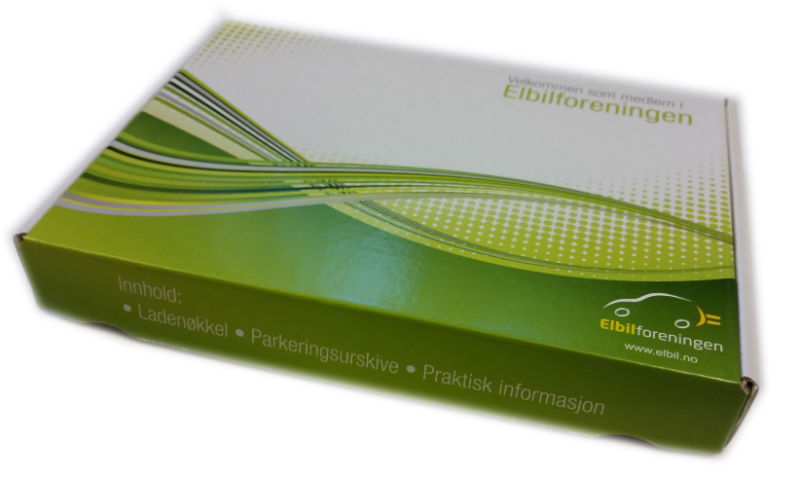 Velkommen som medlem i
Elbilforeningen
Elbilforeningen
www.elbil.no
Innhold:
• Ladenøkkel • Parkeringsurskive • Praktisk informasjon